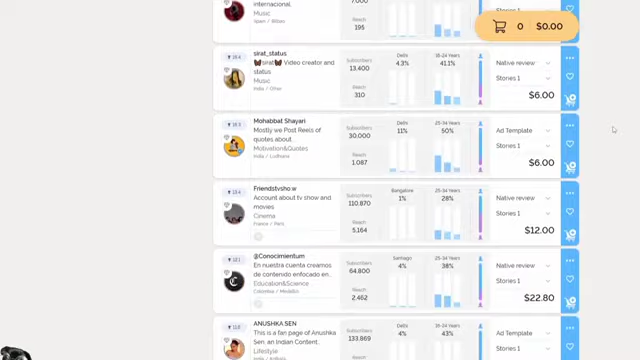 internacional.
Music
Spain / Bilbao
7.000
Reach
195
0 $0.00
18.4
sirat_status
sirat Video creator and
status
Music
India / Other
Subscribers
13.400
Reach
310
Delhi
4.3%
18-24 Years
41.1%
Native review
Stories 1
$6.00
Mohabbat Shayari
Mostly we Post Reels of
quotes about..
Motivation&Quotes
India / Ludhiana
Subscribers
30.000
Reach
1.087
Delhi
11%
25-34 Years
50%
Ad Template
Stories 1
$6.00
Friendstvsho.w
Account about tv show and
movies
Cinema
France / Paris
Subscribers
110.870
Reach
5.164
Bangalore
1%
25-34 Years
28%
Native review
Stories 1
$12.00
@Conocimientum
En nuestra cuenta creamos
de contenido enfocado en..
Education&Science
Colombia / Medellín
Subscribers
64.800
Reach
2.462
Santiago
4%
25-34 Years
38%
Native review
Stories 1
$22.80
ANUSHKA SEN
This is a fan page of Anushka
Sen, an Indian Content,
Lifestyle
Subscribers
133.869
Reach
Delhi
4%
18-24 Years
43%
Ad Template
Stories 1